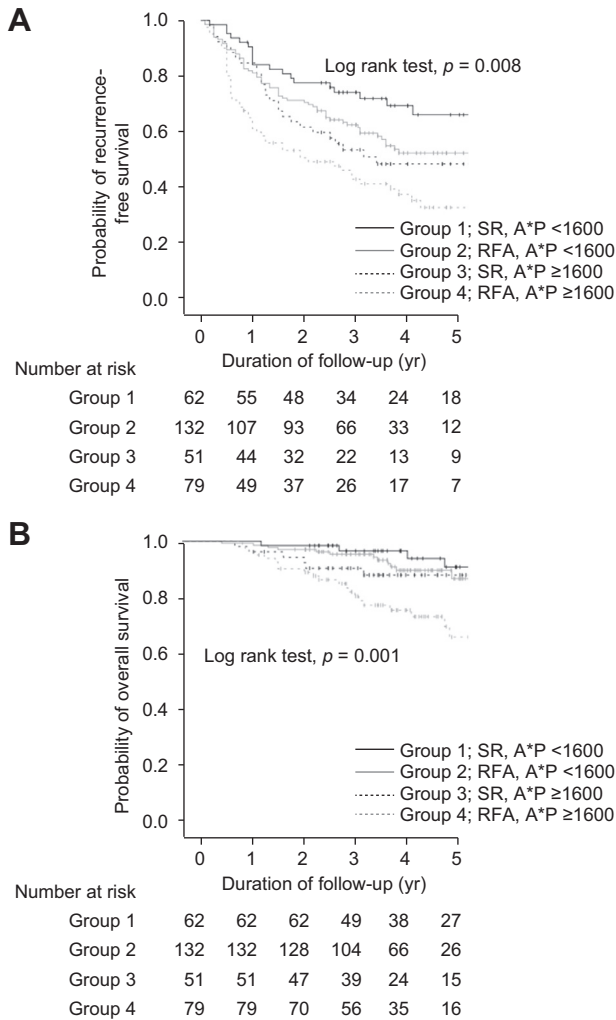 A
Probability of recurrence-
free survival
1.0
0.8
0.6
0.4
0.2
0.0
Log rank test, p = 0.008
Group 1; SR, A*P <1600
Group 2; RFA, A*P <1600
Group 3; SR, A*P ≥1600
Group 4; RFA, A*P ≥1600
0 1 2 3 4 5
Duration of follow-up (yr)
Number at risk
Group 1 62 55 48 34 24 18
Group 2 132 107 93 66 33 12
Group 3 51 44 32 22 13 9
Group 4 79 49 37 26 17 7
B
Probability of overall survival
1.0
0.8
0.6
0.4
0.2
0.0
Log rank test, p = 0.001
Group 1; SR, A*P <1600
Group 2; RFA, A*P <1600
Group 3; SR, A*P ≥1600
Group 4; RFA, A*P ≥1600
0 1 2 3 4 5
Duration of follow-up (yr)
Number at risk
Group 1 62 62 62 49 38 27
Group 2 132 132 128 104 66 26
Group 3 51 51 47 39 24 15
Group 4 79 79 70 56 35 16